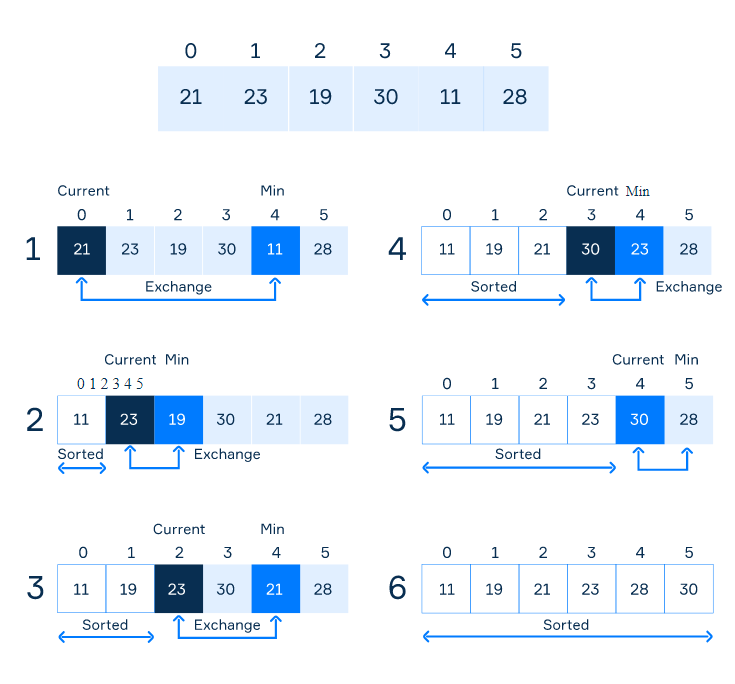 0 1 2 3 4 5
21 23 19 30 11 28
Current Min
0 1 2 3 4 5
1 21 23 19 30 11 28
Exchange
Current Min
0 1 2 3 4 5
2 11 23 19 30 21 28
Sorted Exchange
Current Min
0 1 2 3 4 5
3 11 19 23 30 21 28
Sorted Exchange
Current Min
0 1 2 3 4 5
4 11 19 21 30 23 28
Sorted Exchange
Current Min
0 1 2 3 4 5
5 11 19 21 23 30 28
Sorted
0 1 2 3 4 5
6 11 19 21 23 28 30
Sorted